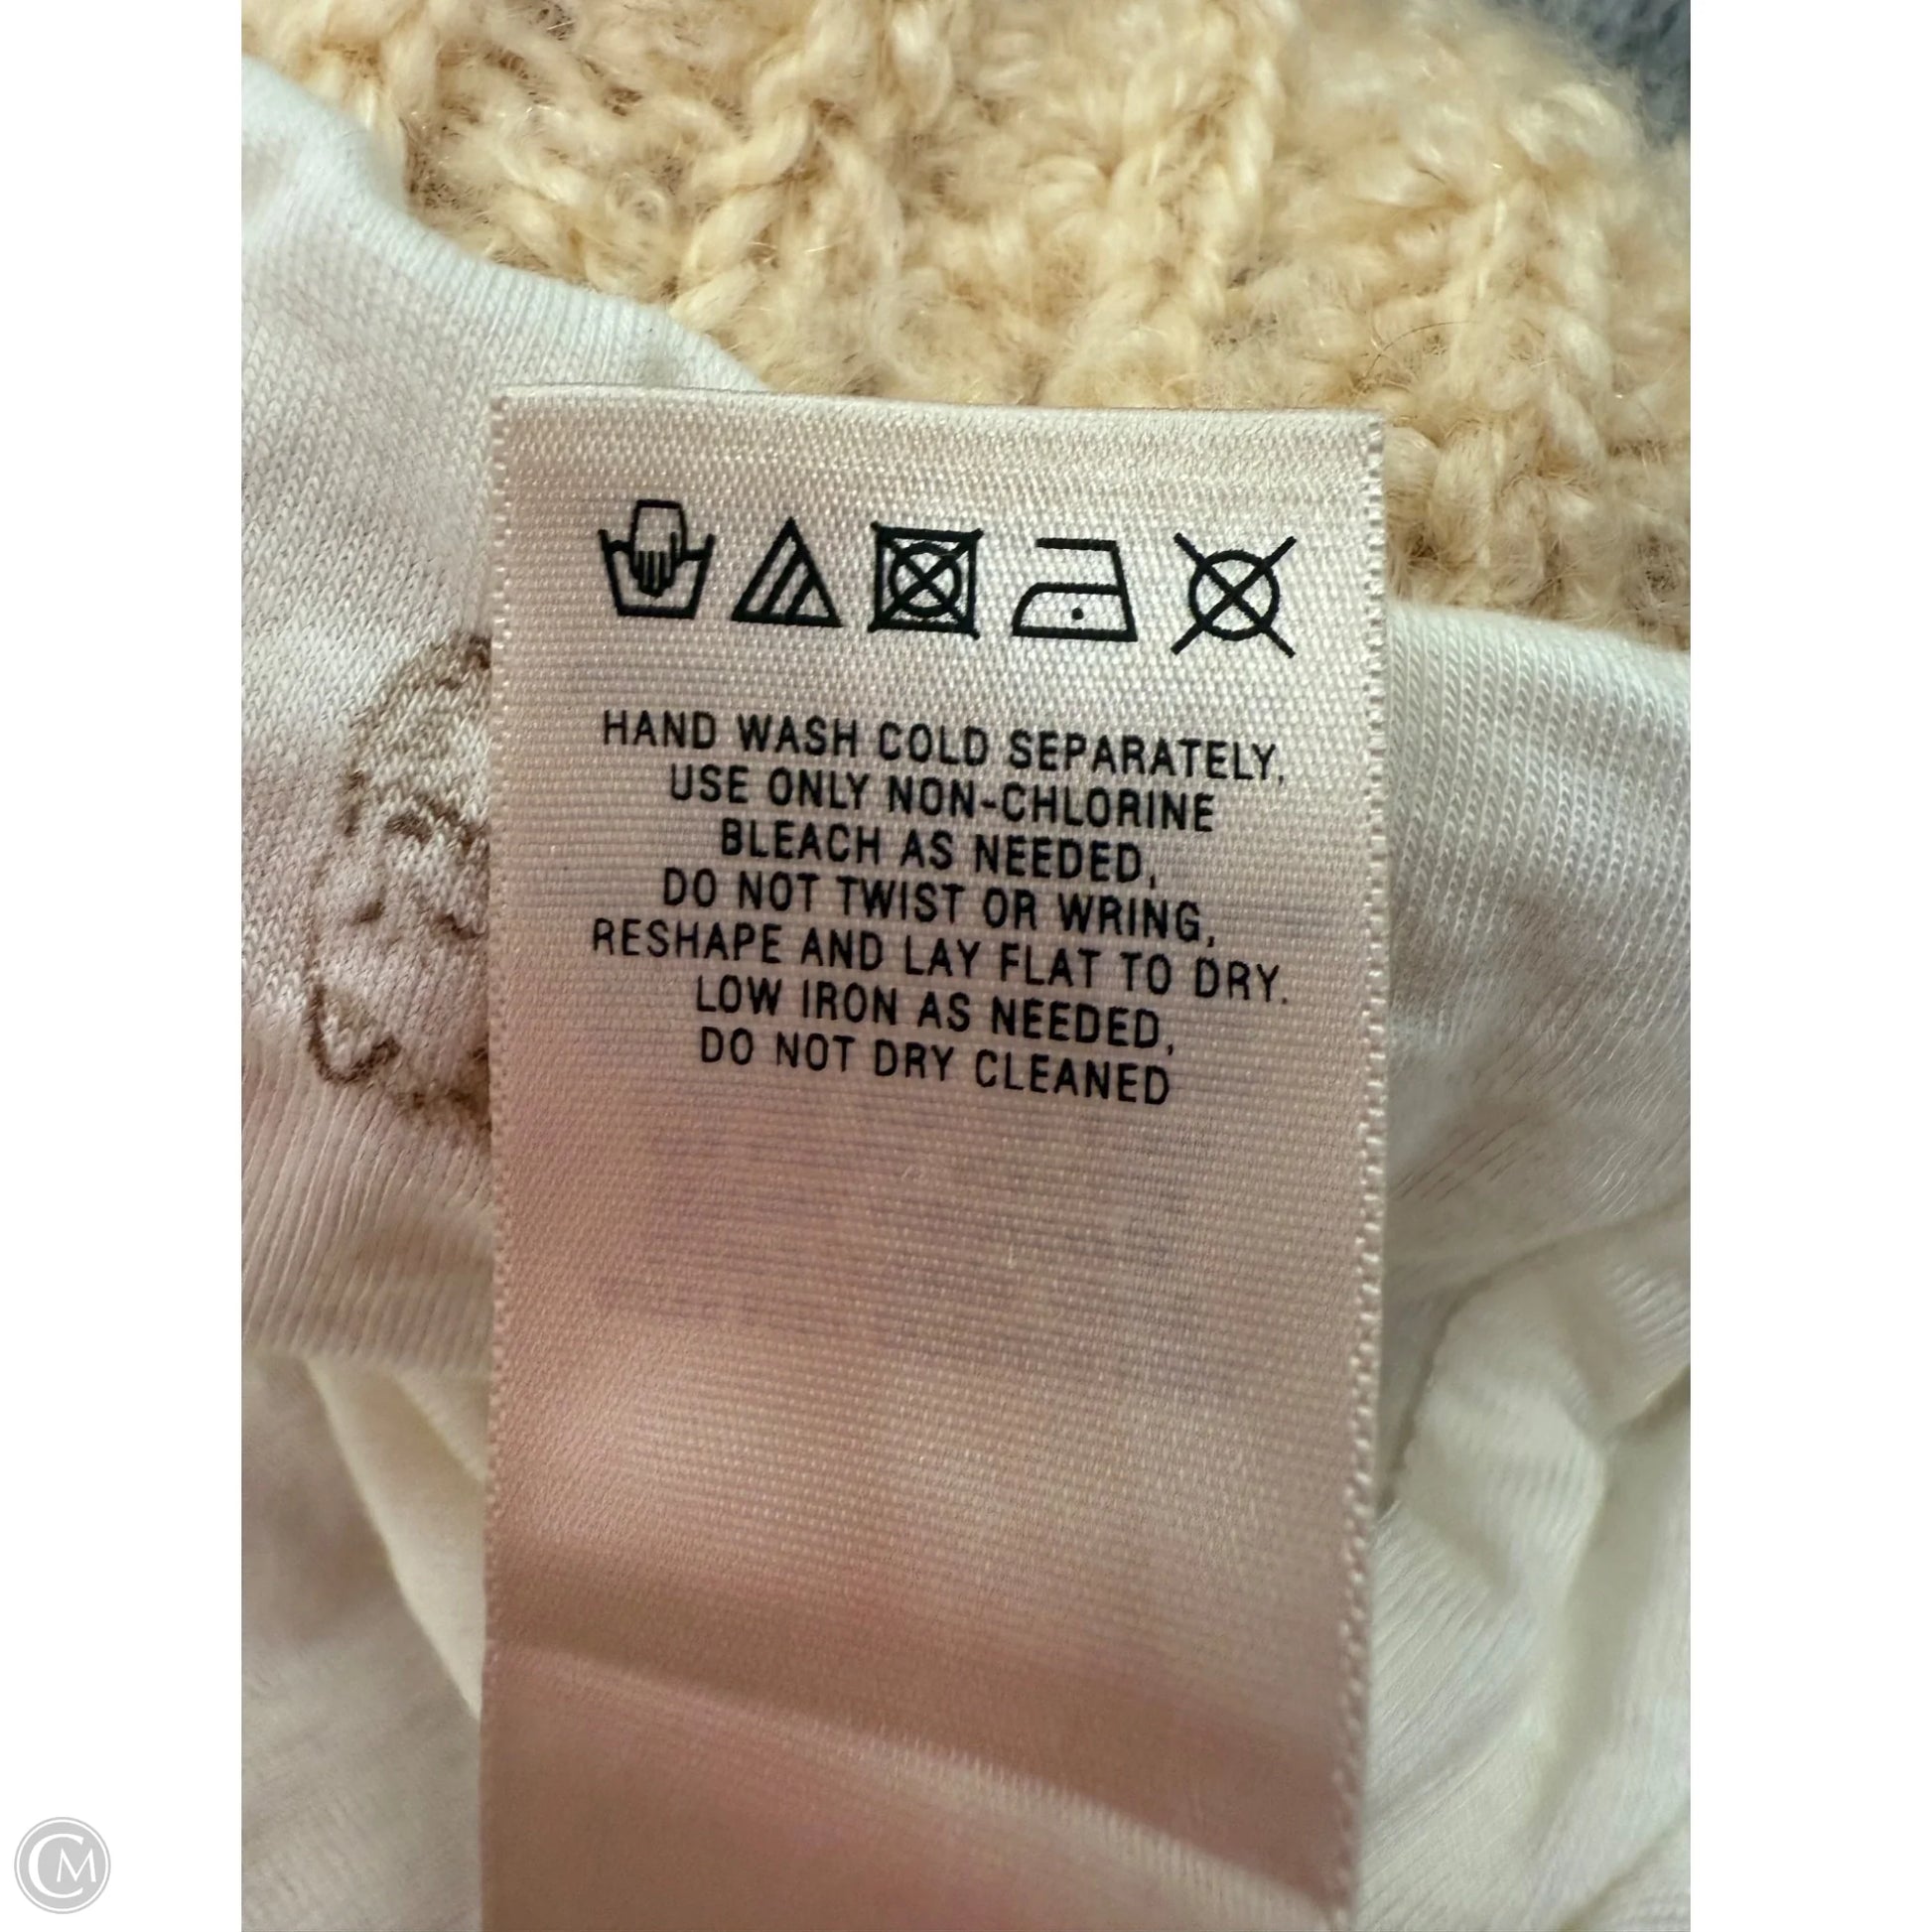 HAND WASH COLD SEPARATELY,
USE ONLY NON-CHLORINE
BLEACH AS NEEDED,
DO NOT TWIST OR WRING,
RESHAPE AND LAY FLAT TO DRY.
LOW IRON AS NEEDED,
DO NOT DRY CLEANED
CM